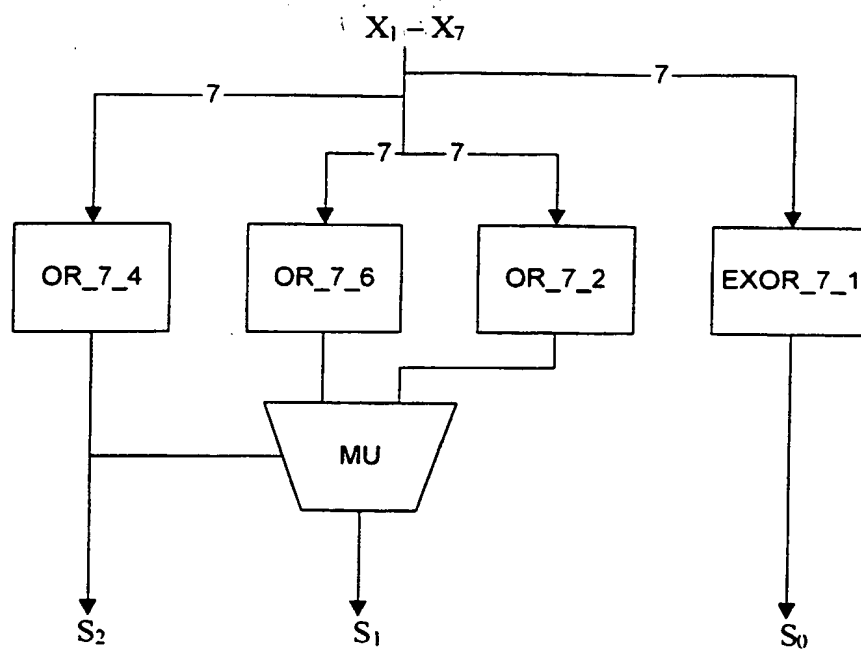 X₁ – X₇
7
7
7 7
OR_7_4
OR_7_6
OR_7_2
EXOR_7_1
MU
S₂
S₁
S₀